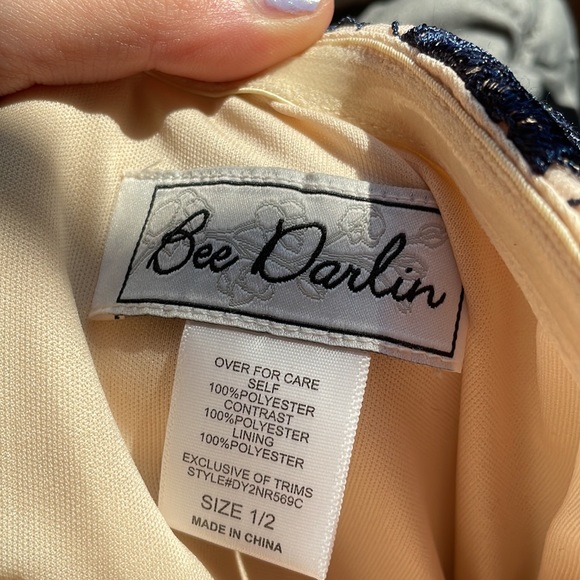 Bee Darlin
OVER FOR CARE
SELF
100%POLYESTER
CONTRAST
100%POLYESTER
LINING
100%POLYESTER
EXCLUSIVE OF TRIMS
STYLE#DY2NR569C
SIZE 1/2
MADE IN CHINA